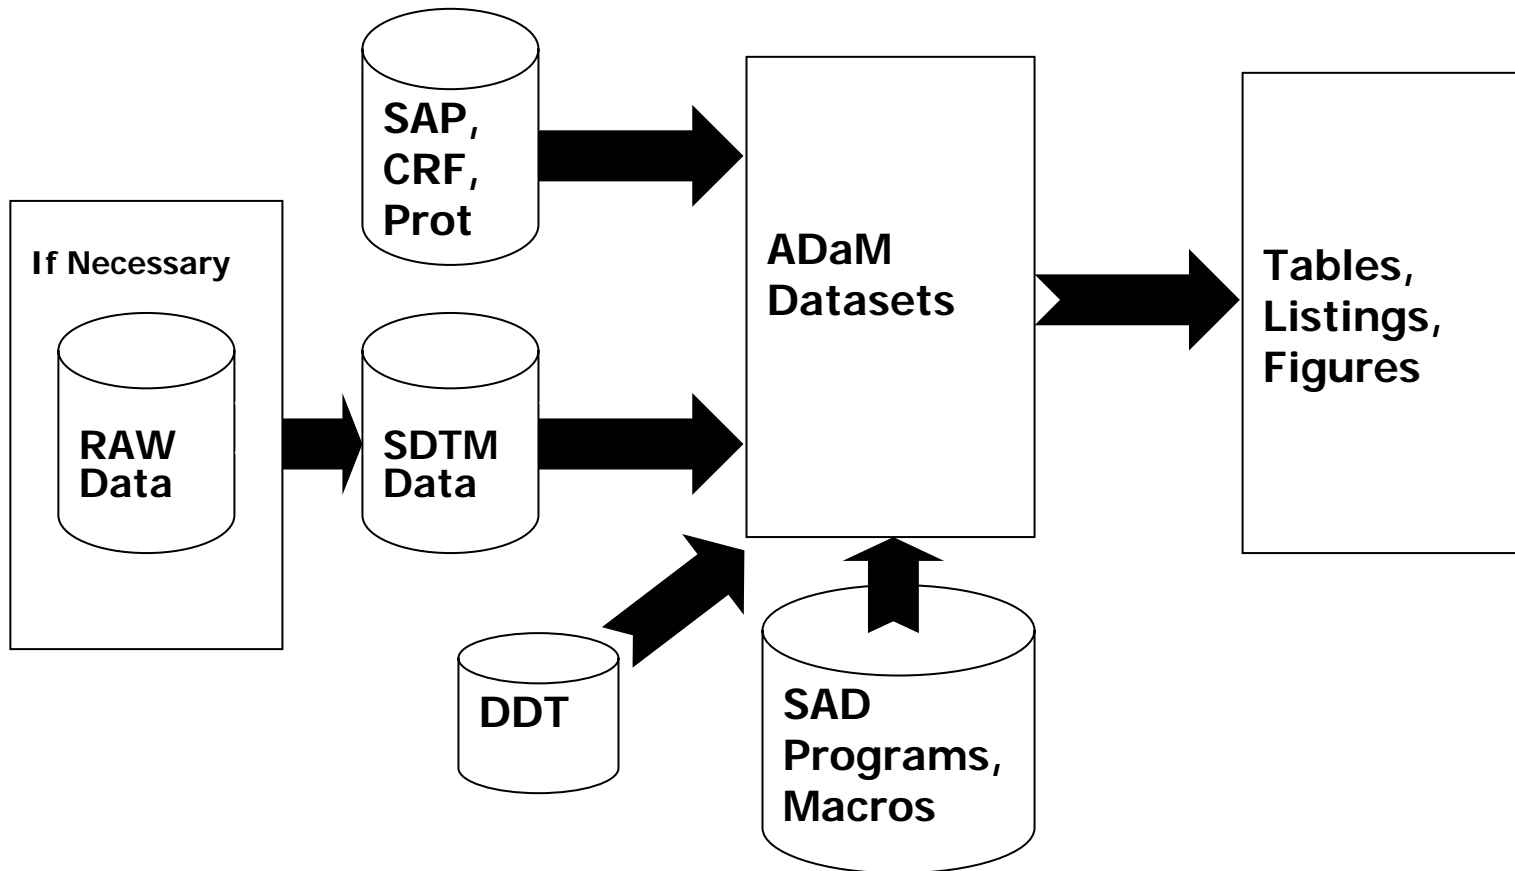 SAP,
CRF,
Prot
If Necessary
RAW
Data
SDTM
Data
DDT
ADaM
Datasets
SAD
Programs,
Macros
Tables,
Listings,
Figures